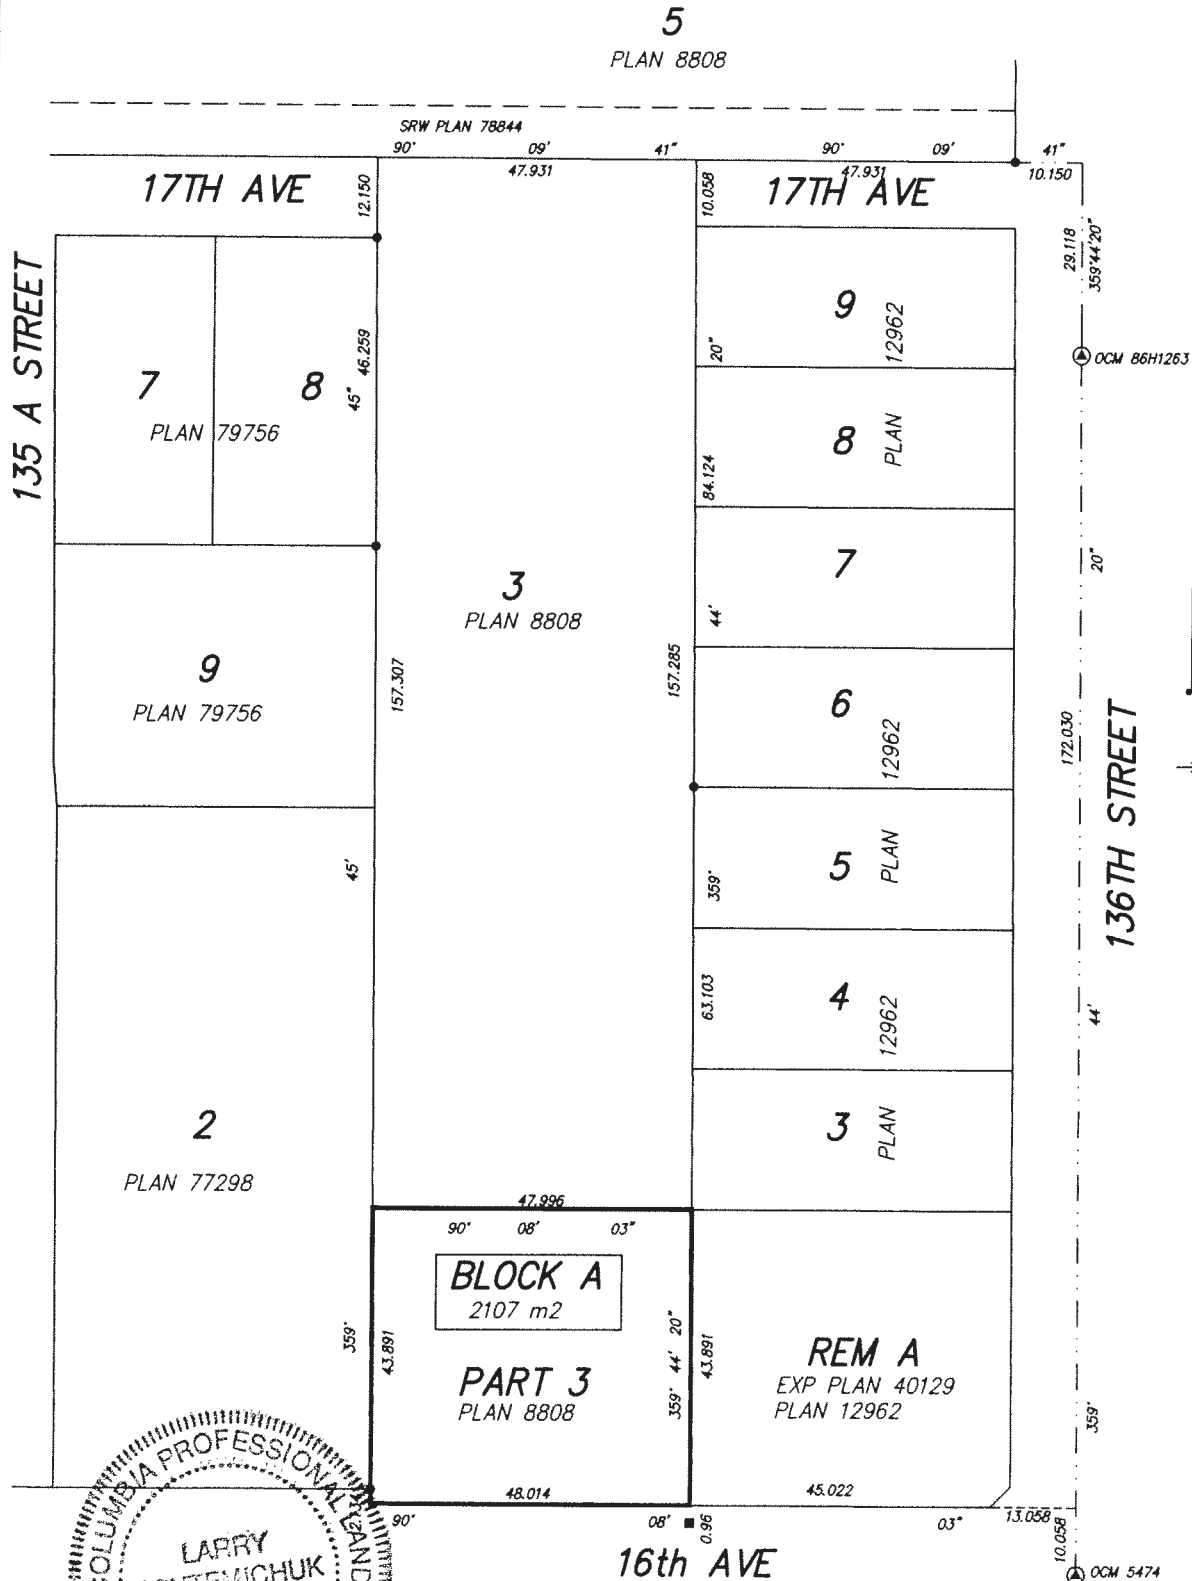 5
PLAN 8808
SRW PLAN 78844
90° 09' 41" 90° 09' 41"
47.931 47.931 10.150
17TH AVE 12.150 10.058 17TH AVE
29.118 359°44'20"
135 A STREET
46.259
45"
7 8
PLAN 79756
9 12962
20"
OCM 86H1263
8 PLAN
84.124
7
20"
3
PLAN 8808
44'
9
PLAN 79756
157.307
157.285
6 12962
172.030
136TH STREET
45'
5 PLAN
359°
4 12962
63.103
44'
2
PLAN 77298
3 PLAN
47.996
90° 08' 03"
BLOCK A
2107 m2
359°
43.891
359° 44' 20"
43.891
PART 3
PLAN 8808
REM A
EXP PLAN 40129
PLAN 12962
359°
48.014 45.022
90° 08' 0.96 03" 13.058
10.058
16th AVE
OCM 5474
COLUMBIA PROFESSIONAL LAND
LARRY